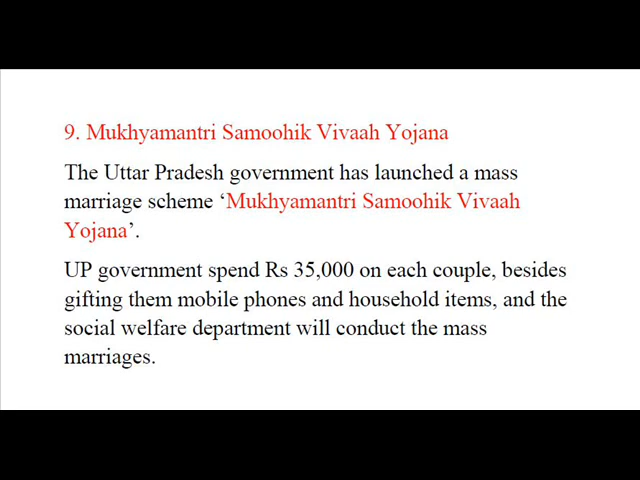 9. Mukhyamantri Samoohik Vivaah Yojana
The Uttar Pradesh government has launched a mass
marriage scheme ‘Mukhyamantri Samoohik Vivaah
Yojana’.
UP government spend Rs 35,000 on each couple, besides
gifting them mobile phones and household items, and the
social welfare department will conduct the mass
marriages.